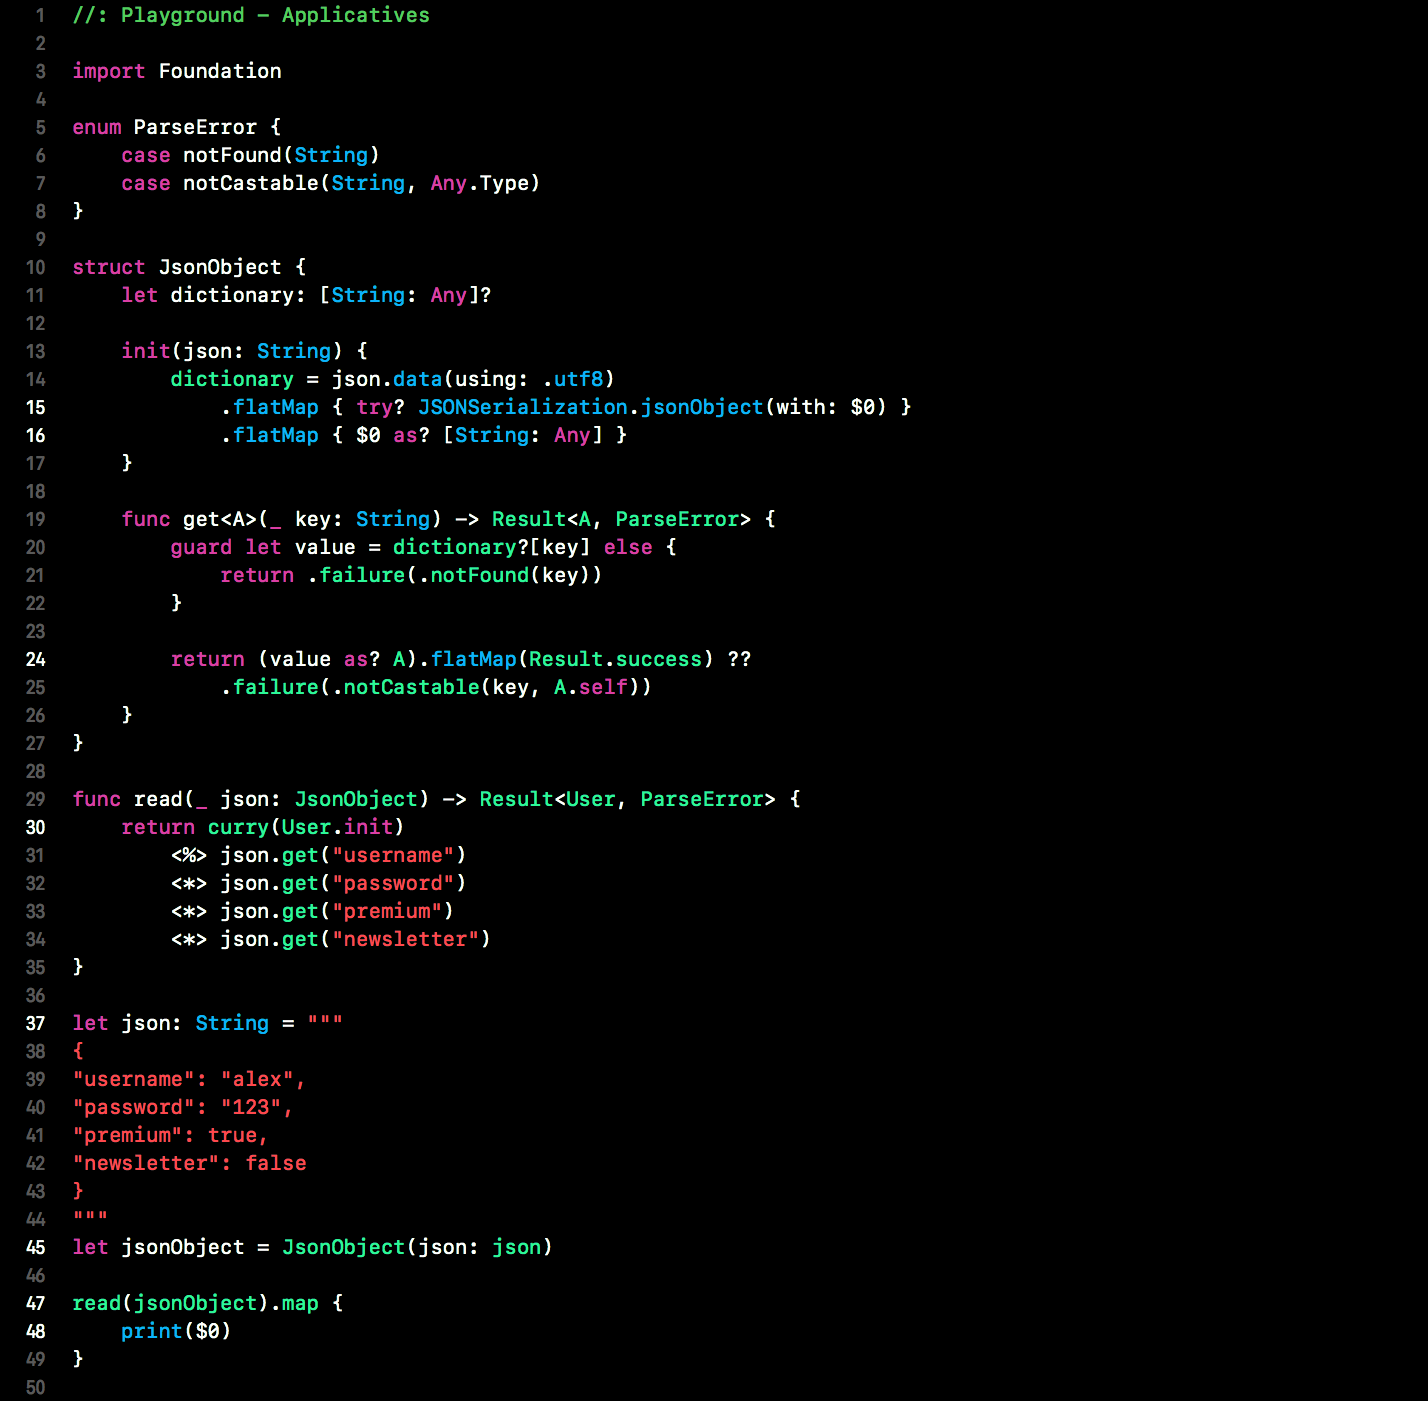 1 //: Playground - Applicatives
2
3 import Foundation
4
5 enum ParseError {
6     case notFound(String)
7     case notCastable(String, Any.Type)
8 }
9
10 struct JsonObject {
11     let dictionary: [String: Any]?
12
13     init(json: String) {
14         dictionary = json.data(using: .utf8)
15             .flatMap { try? JSONSerialization.jsonObject(with: $0) }
16             .flatMap { $0 as? [String: Any] }
17     }
18
19     func get<A>(_ key: String) -> Result<A, ParseError> {
20         guard let value = dictionary?[key] else {
21             return .failure(.notFound(key))
22         }
23
24         return (value as? A).flatMap(Result.success) ??
25             .failure(.notCastable(key, A.self))
26     }
27 }
28
29 func read(_ json: JsonObject) -> Result<User, ParseError> {
30     return curry(User.init)
31         <%> json.get("username")
32         <*> json.get("password")
33         <*> json.get("premium")
34         <*> json.get("newsletter")
35 }
36
37 let json: String = """
38 {
39 "username": "alex",
40 "password": "123",
41 "premium": true,
42 "newsletter": false
43 }
44 """
45 let jsonObject = JsonObject(json: json)
46
47 read(jsonObject).map {
48     print($0)
49 }
50